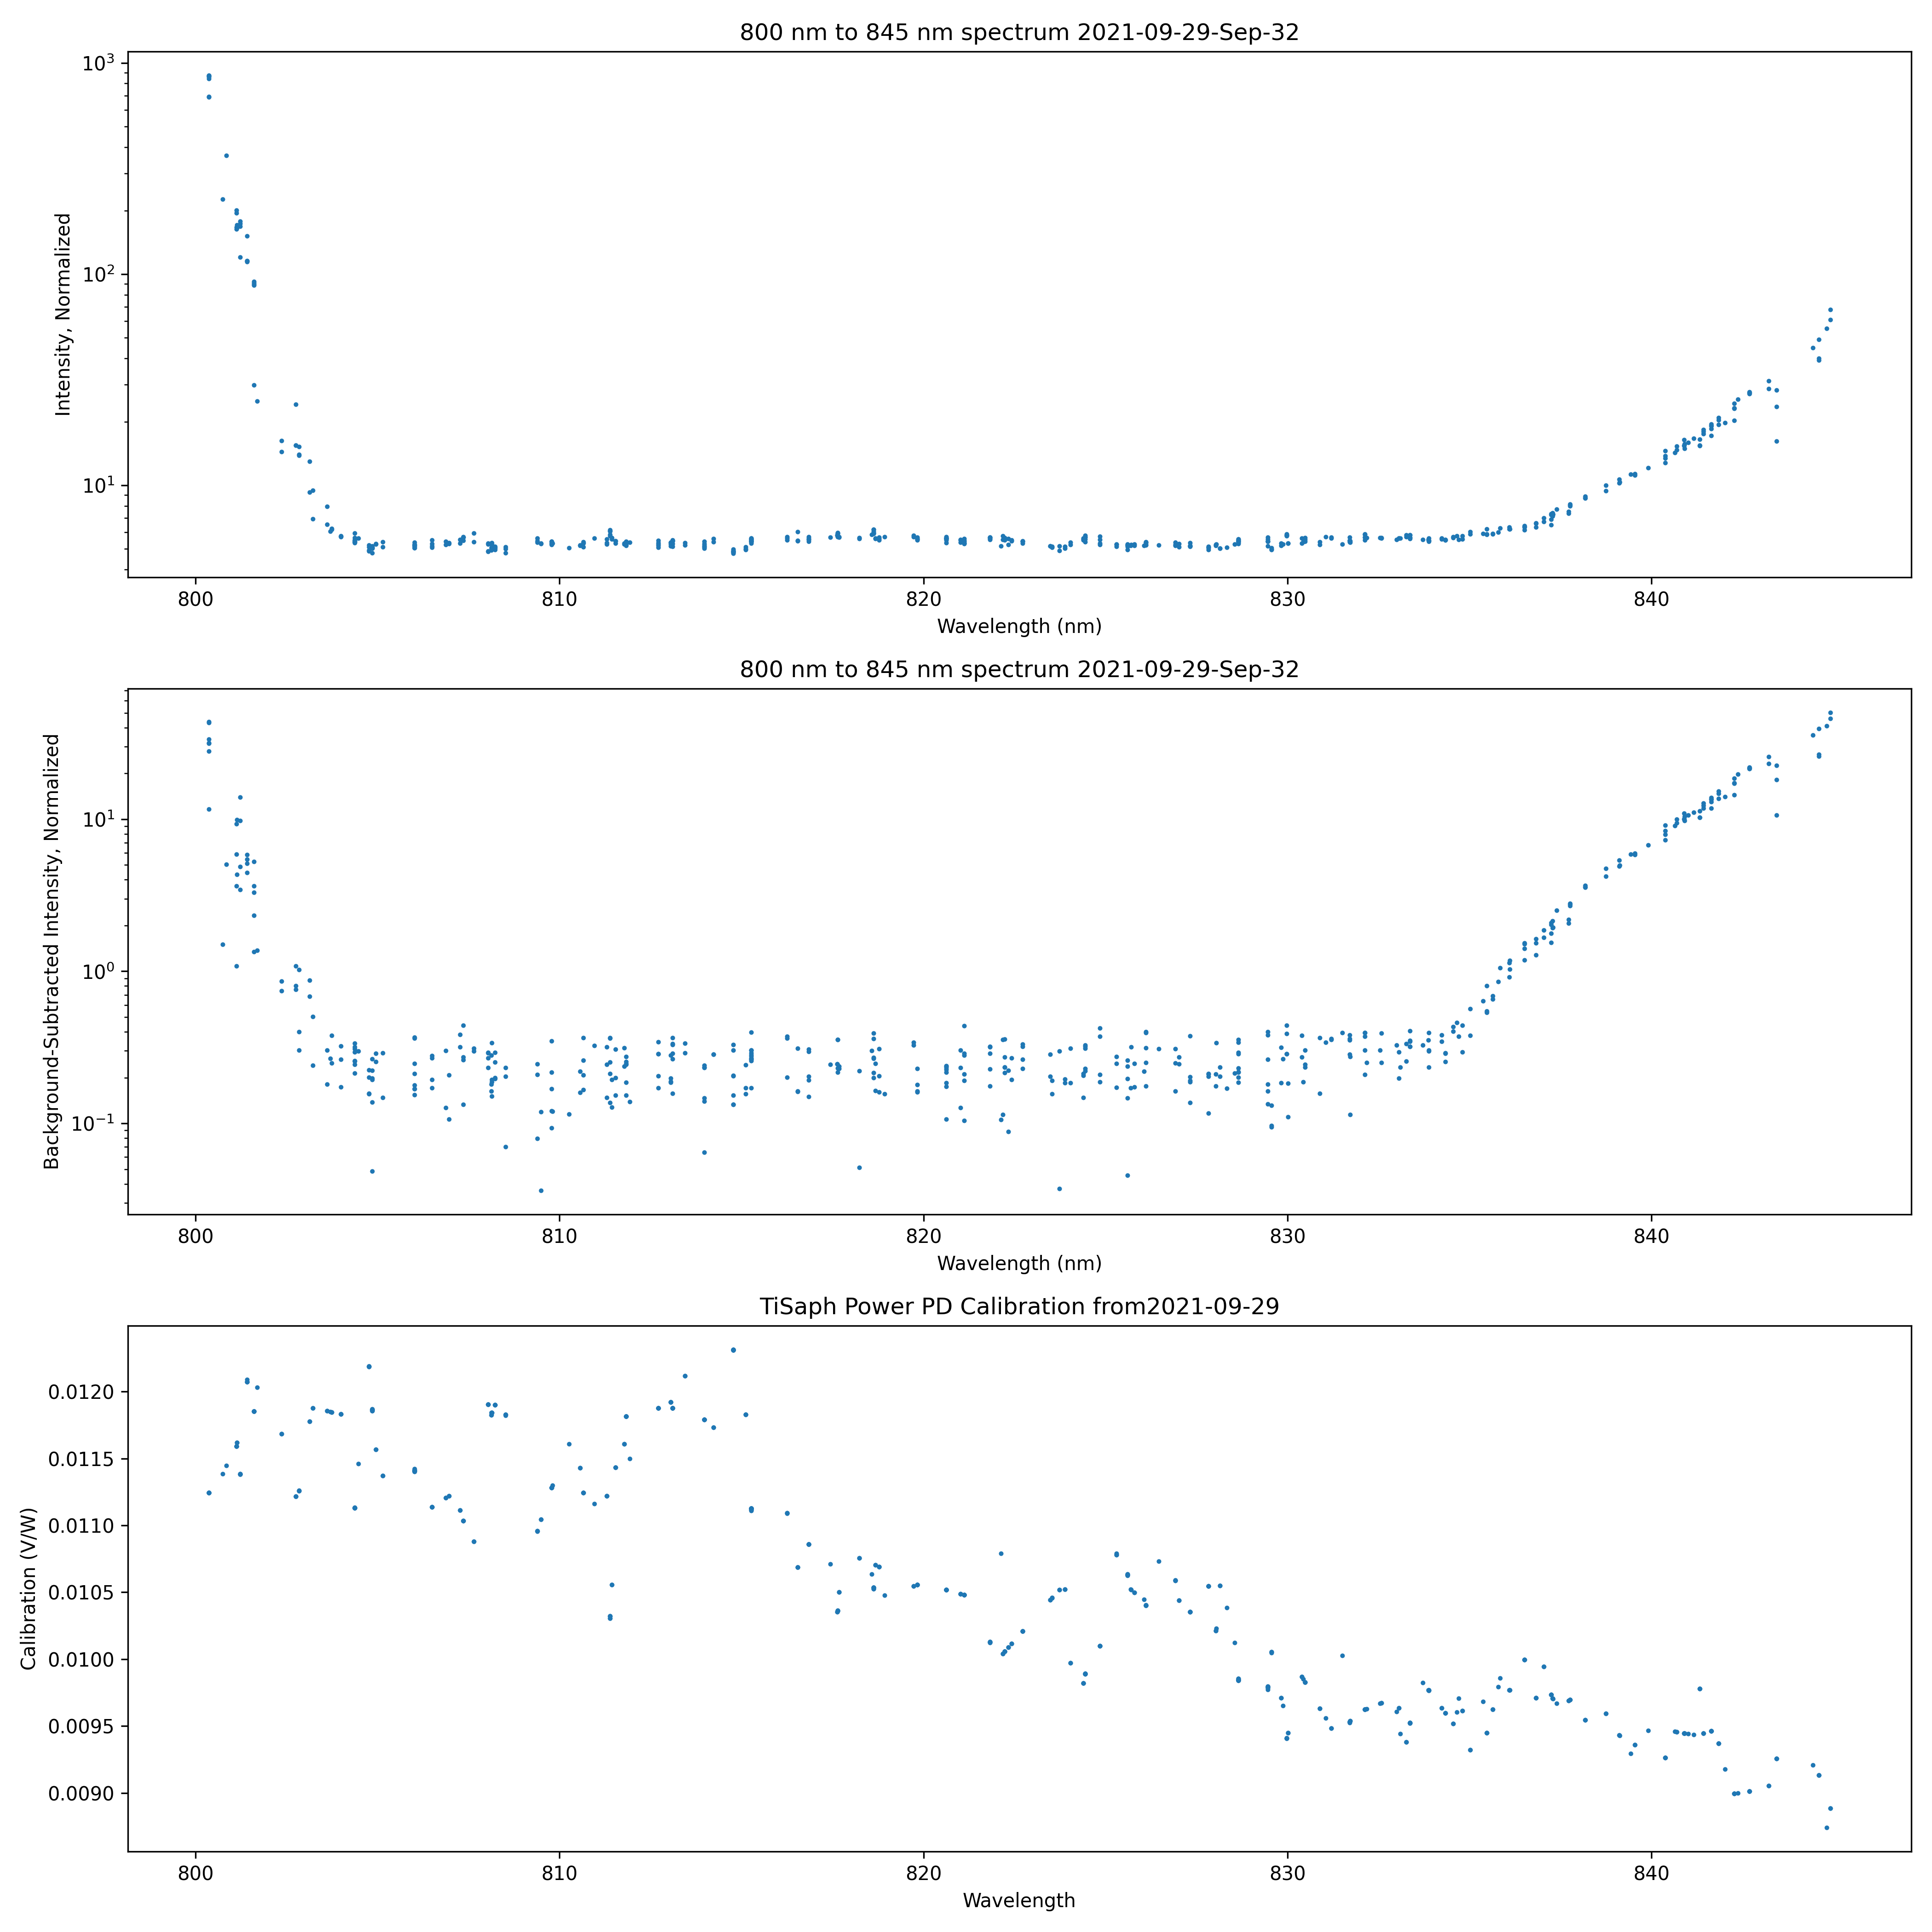 800 nm to 845 nm spectrum 2021-09-29-Sep-32
10³
10²
10¹
Intensity, Normalized
800 810 820 830 840
Wavelength (nm)
800 nm to 845 nm spectrum 2021-09-29-Sep-32
10¹
10⁰
10⁻¹
Background-Subtracted Intensity, Normalized
800 810 820 830 840
Wavelength (nm)
TiSaph Power PD Calibration from2021-09-29
0.0120
0.0115
0.0110
0.0105
0.0100
0.0095
0.0090
Calibration (V/W)
800 810 820 830 840
Wavelength